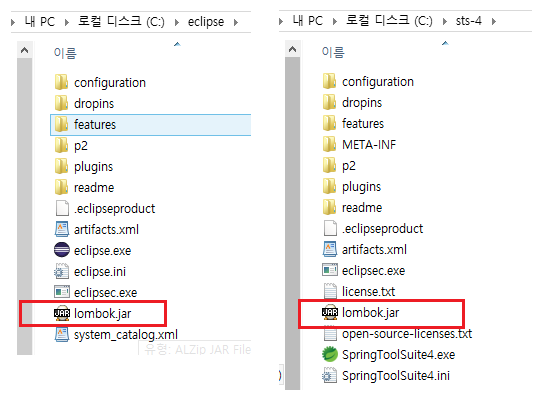 내 PC 로컬 디스크 (C:) eclipse
이름
configuration
dropins
features
p2
plugins
readme
.eclipseproduct
artifacts.xml
eclipse.exe
eclipse.ini
eclipsec.exe
lombok.jar
system_catalog.xml
유형: ALZip JAR File
내 PC 로컬 디스크 (C:) sts-4
이름
configuration
dropins
features
META-INF
p2
plugins
readme
.eclipseproduct
artifacts.xml
eclipsec.exe
license.txt
lombok.jar
open-source-licenses.txt
SpringToolSuite4.exe
SpringToolSuite4.ini